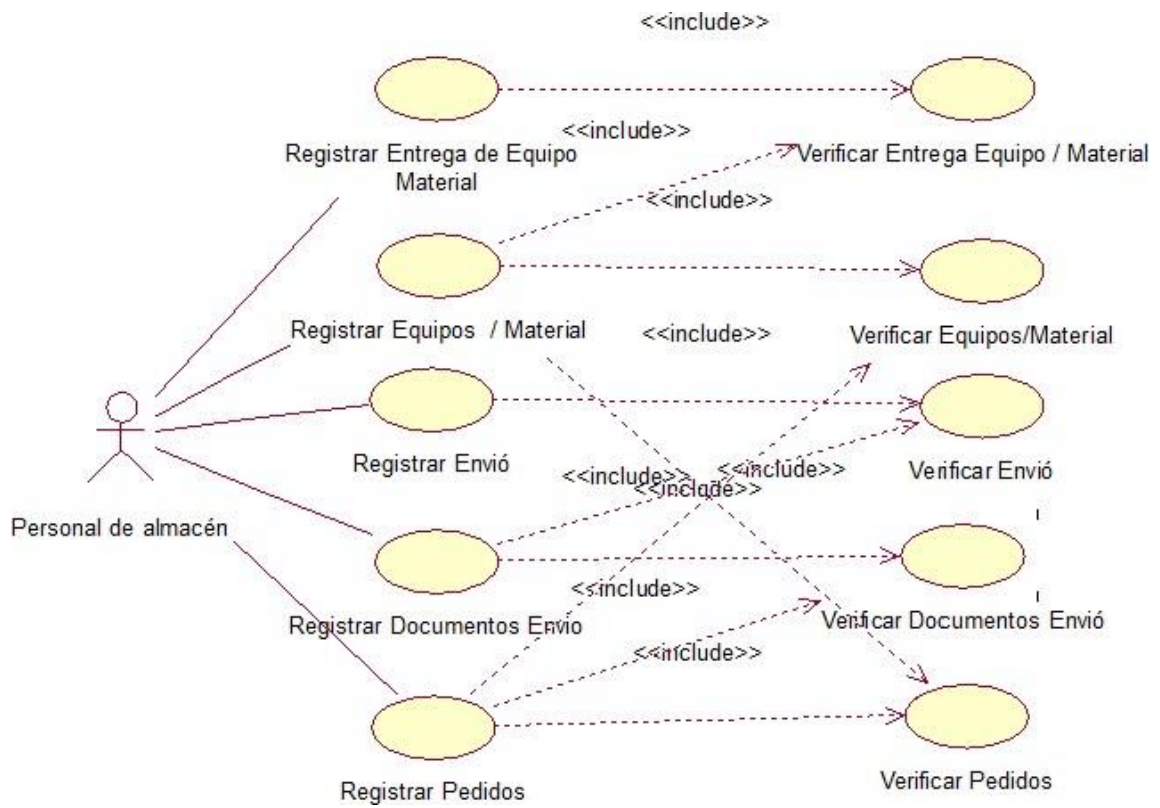 <<include>>
<<include>>
Registrar Entrega de Equipo
Material
Verificar Entrega Equipo / Material
<<include>>
Registrar Equipos / Material
<<include>>
Verificar Equipos/Material
Registrar Envió
<<include>>
<<include>>
<<include>>
Verificar Envió
Personal de almacén
<<include>>
Registrar Documentos Envio
Verificar Documentos Envió
<<include>>
Registrar Pedidos
Verificar Pedidos